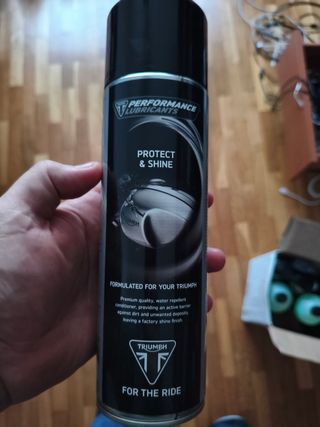 PERFORMANCE
LUBRICANTS
PROTECT
& SHINE
FORMULATED FOR YOUR TRIUMPH
Premium quality, water repellent
conditioner, providing an active barrier
against dirt and unwanted deposits,
leaving a factory shine finish.
TRIUMPH
FOR THE RIDE